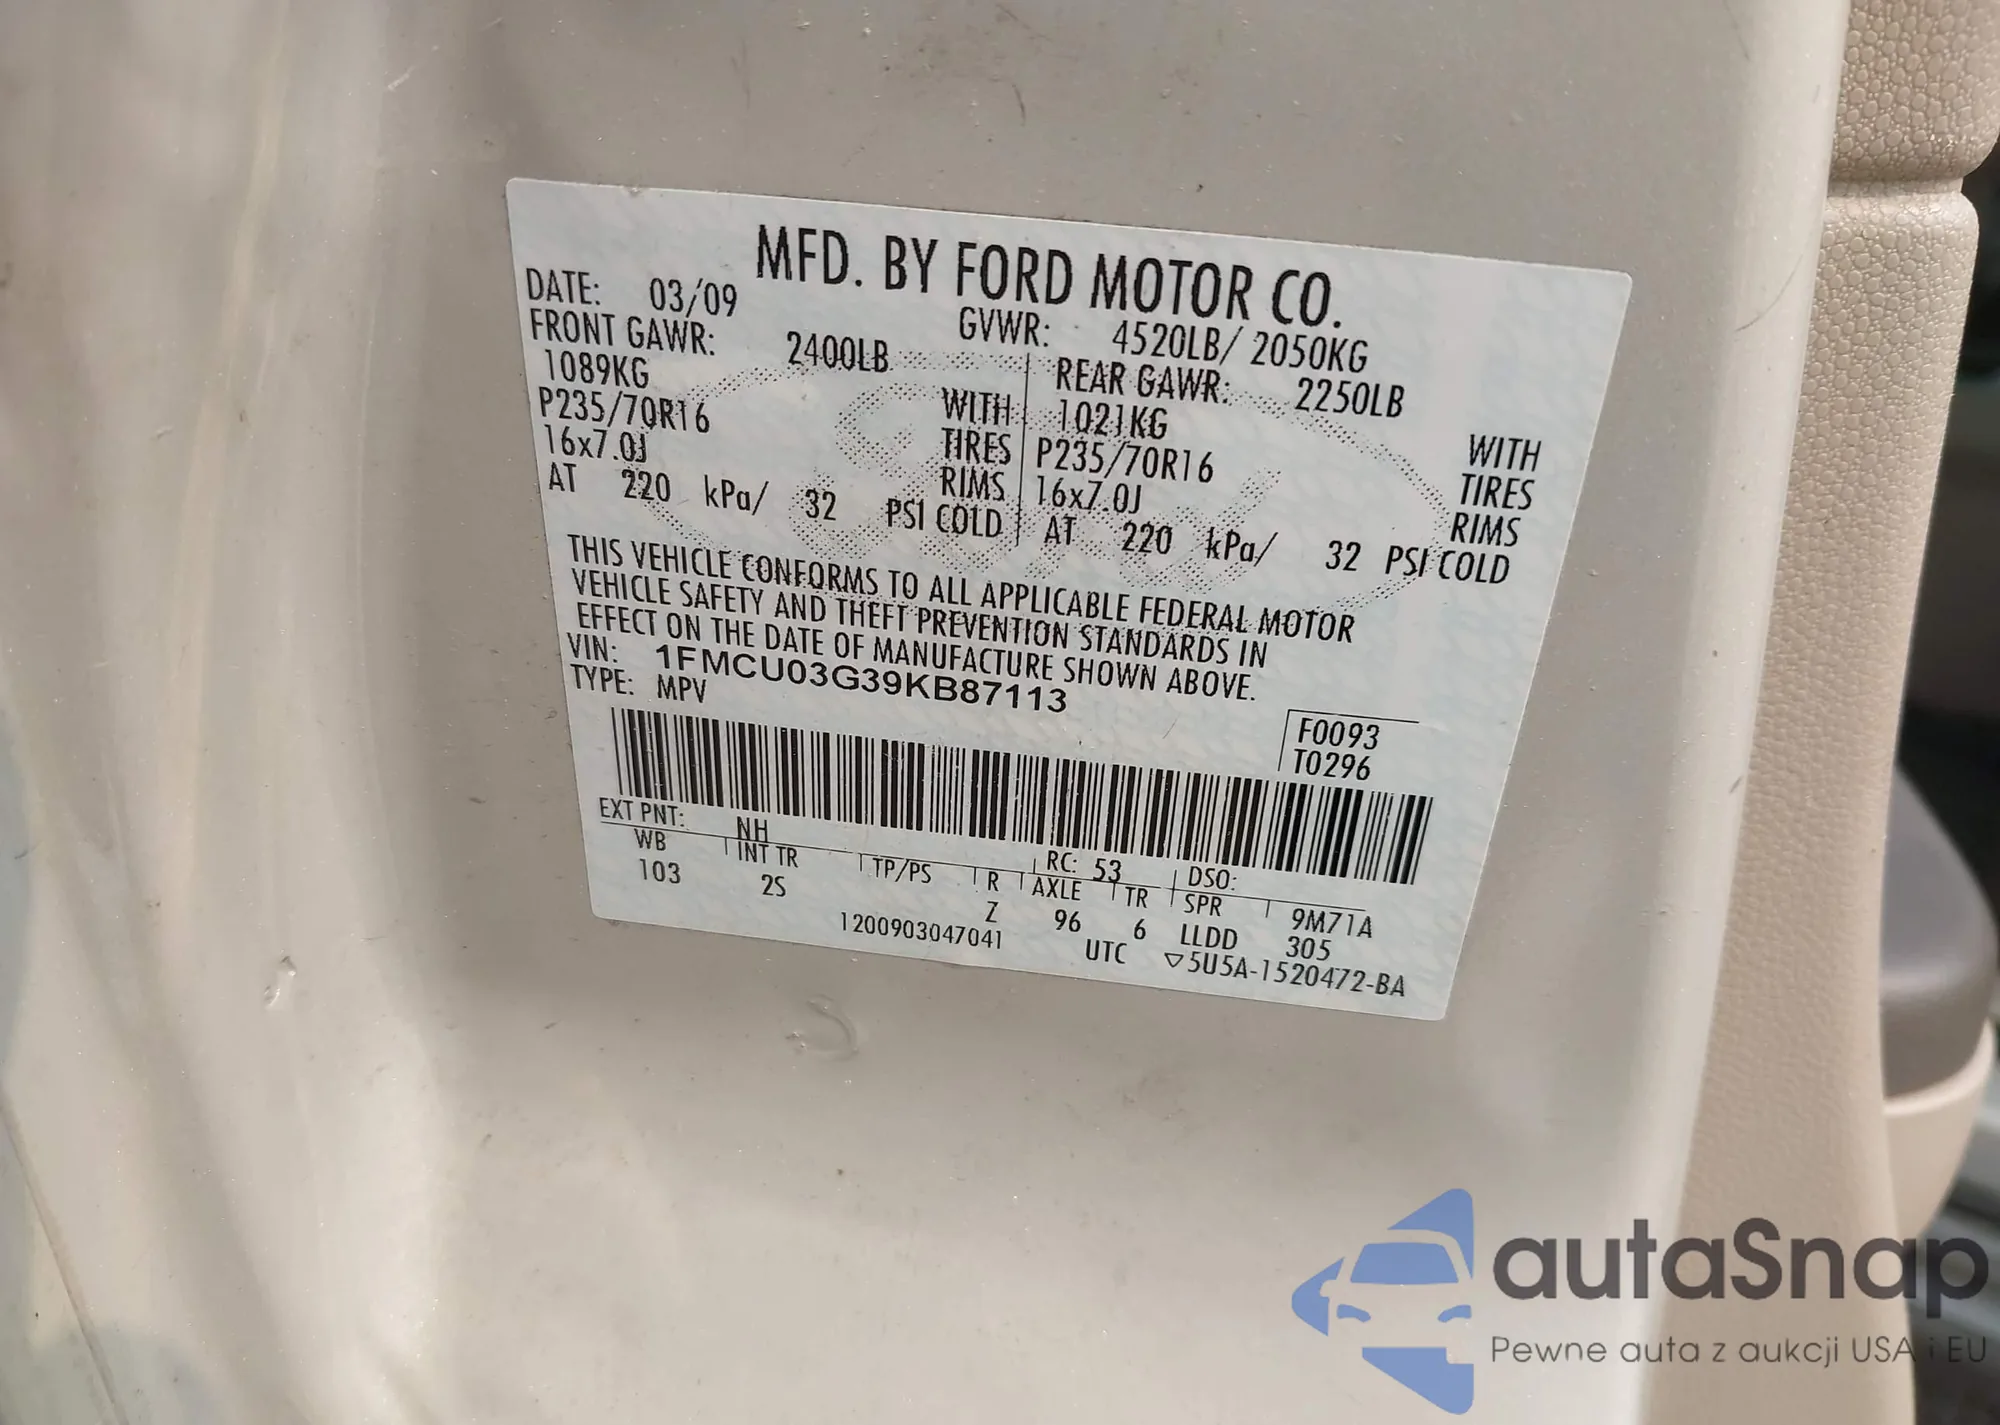 MFD. BY FORD MOTOR CO.
DATE: 03/09 GVWR: 4520LB/ 2050KG
FRONT GAWR: 2400LB REAR GAWR: 2250LB
1089KG WITH 1021KG WITH
P235/70R16 TIRES P235/70R16 TIRES
16x7.0J RIMS 16x7.0J RIMS
AT 220 kPa/ 32 PSI COLD AT 220 kPa/ 32 PSI COLD
THIS VEHICLE CONFORMS TO ALL APPLICABLE FEDERAL MOTOR
VEHICLE SAFETY AND THEFT PREVENTION STANDARDS IN
EFFECT ON THE DATE OF MANUFACTURE SHOWN ABOVE.
VIN: 1FMCU03G39KB87113
TYPE: MPV
F0093
T0296
EXT PNT: NH RC: 53 DSO:
WB INT TR TP/PS R AXLE TR SPR 9M71A
103 2S Z 96 6 LLDD 305
1200903047041 UTC ▽5U5A-1520472-BA
autaSnap
Pewne auta z aukcji USA i EU